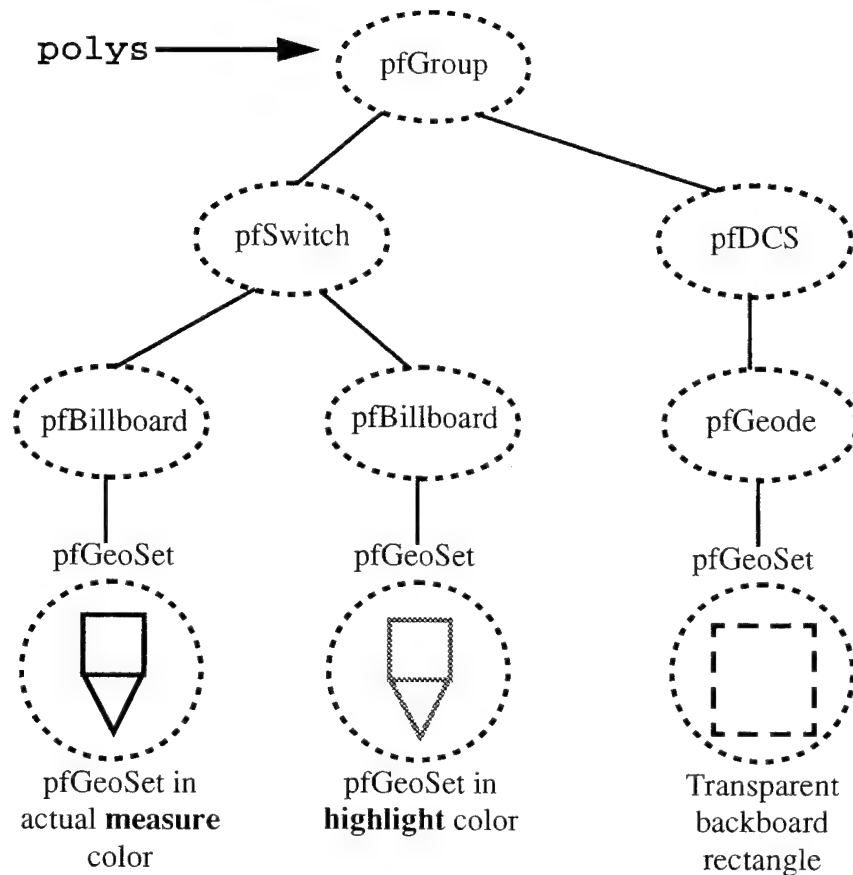 polys
pfGroup
pfSwitch
pfDCS
pfBillboard
pfBillboard
pfGeode
pfGeoSet
pfGeoSet
pfGeoSet
pfGeoSet in
actual measure
color
pfGeoSet in
highlight color
Transparent
backboard
rectangle